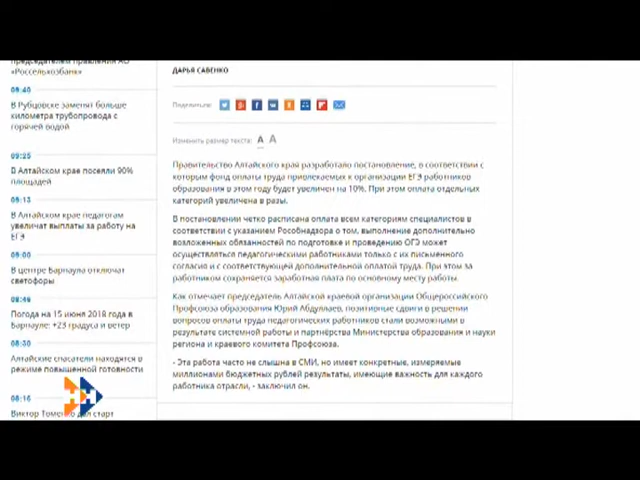 председателем правления АО
«Россельхозбанк»
09:40
В Рубцовске заменят больше
километра трубопровода с
горячей водой
09:25
В Алтайском крае посеяли 90%
площадей
09:13
В Алтайском крае педагогам
увеличат выплаты за работу на
ЕГЭ
09:00
В центре Барнаула отключат
светофоры
08:46
Погода на 15 июня 2018 года в
Барнауле: +23 градуса и ветер
08:30
Алтайские спасатели находятся в
режиме повышенной готовности
08:16
Виктор Томенко дал старт
ДАРЬЯ САВЕНКО
Поделиться:
Изменить размер текста: A A
Правительство Алтайского края разработало постановление, в соответствии с
которым фонд оплаты труда привлекаемых к организации ЕГЭ работников
образования в этом году будет увеличен на 10%. При этом оплата отдельных
категорий увеличена в разы.
В постановлении четко расписана оплата всем категориям специалистов в
соответствии с указанием Рособнадзора о том, выполнение дополнительно
возложенных обязанностей по подготовке и проведению ОГЭ может
осуществляться педагогическими работниками только с их письменного
согласия и с соответствующей дополнительной оплатой труда. При этом за
работником сохраняется заработная плата по основному месту работы.
Как отмечает председатель Алтайской краевой организации Общероссийского
Профсоюза образования Юрий Абдуллаев, позитивные сдвиги в решении
вопросов оплаты труда педагогических работников стали возможными в
результате системной работы и партнёрства Министерства образования и науки
региона и краевого комитета Профсоюза.
- Эта работа часто не слышна в СМИ, но имеет конкретные, измеряемые
миллионами бюджетных рублей результаты, имеющие важность для каждого
работника отрасли, - заключил он.